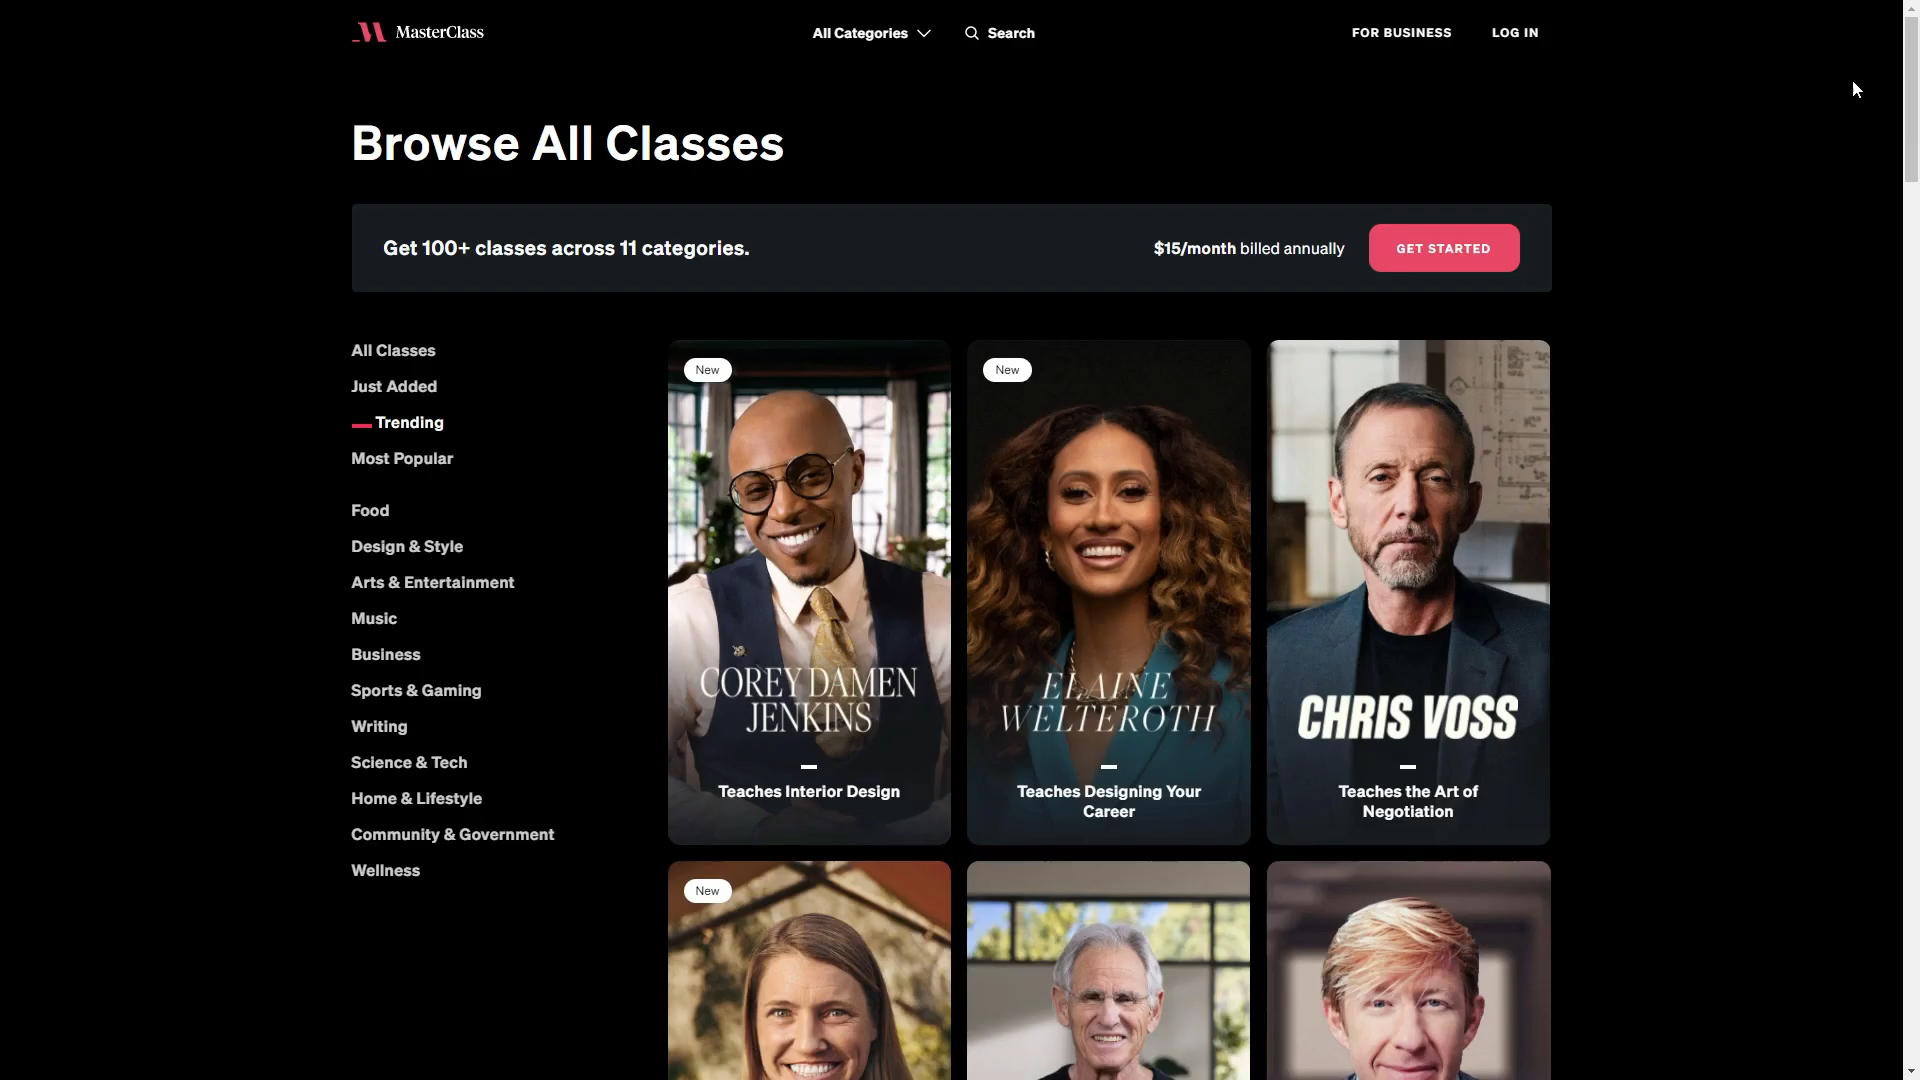 MasterClass
All Categories
Search
FOR BUSINESS
LOG IN
Browse All Classes
Get 100+ classes across 11 categories.
$15/month billed annually
GET STARTED
All Classes
Just Added
Trending
Most Popular
Food
Design & Style
Arts & Entertainment
Music
Business
Sports & Gaming
Writing
Science & Tech
Home & Lifestyle
Community & Government
Wellness
New
COREY DAMEN
JENKINS
Teaches Interior Design
New
ELAINE
WELTEROTH
Teaches Designing Your
Career
CHRIS VOSS
Teaches the Art of
Negotiation
New